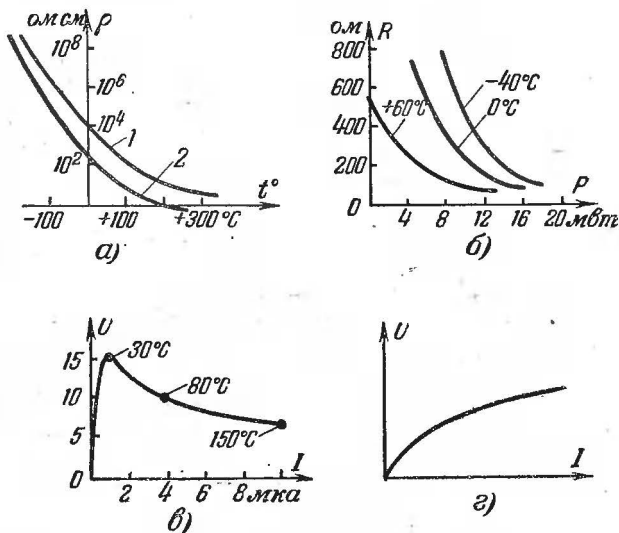 ом см ρ
10⁸
10⁶
10⁴
10²
1
2
t°
-100 +100 +300°C
а)
ом R
800
600
400
200
0
-40°C
0°C
+60°C
P
4 8 12 16 20 мвт
б)
U
15
10
5
0
30°C
80°C
150°C
I
2 4 6 8 мка
в)
U
I
г)